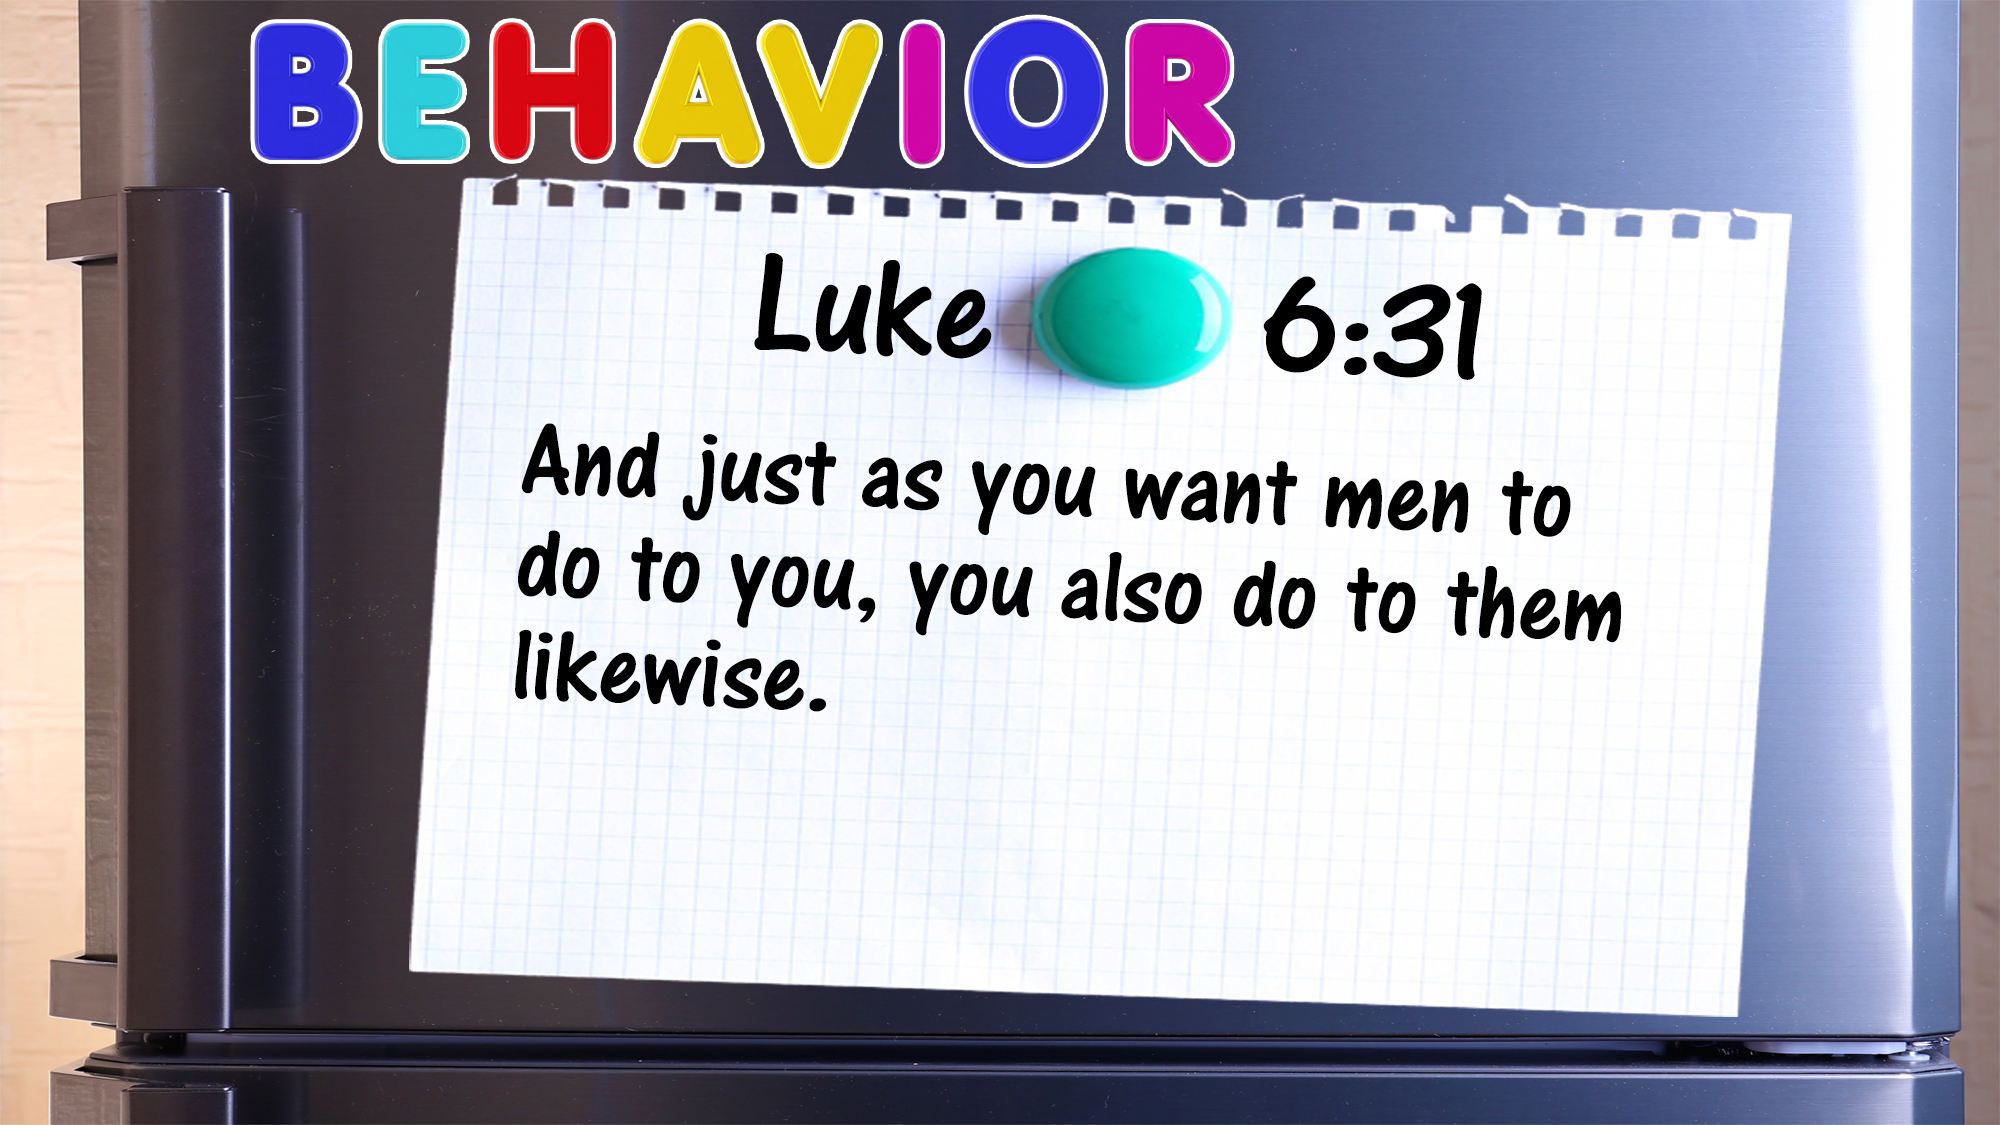 BEHAVIOR
Luke 6:31
And just as you want men to
do to you, you also do to them
likewise.